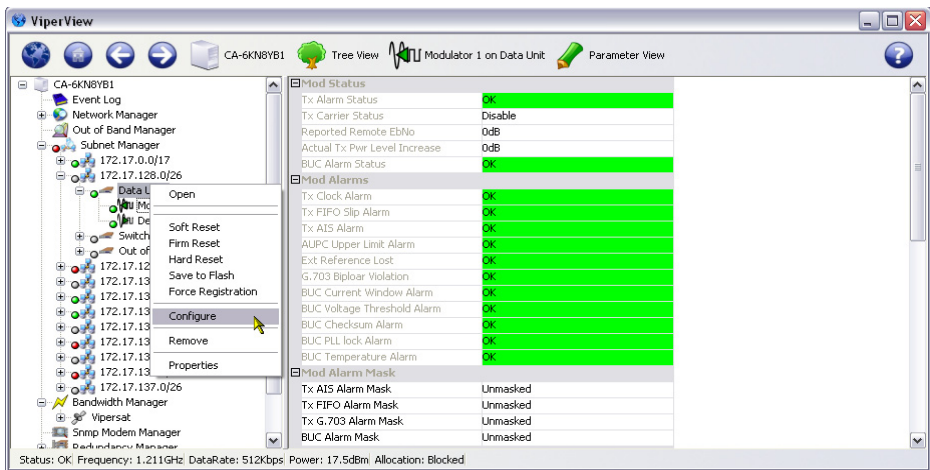 ViperView
CA-6KN8YB1 Tree View Modulator 1 on Data Unit Parameter View
CA-6KN8YB1
Event Log
Network Manager
Out of Band Manager
Subnet Manager
172.17.0.0/17
172.17.128.0/26
Data U
Mo
De
Switch
Out of
172.17.12
172.17.13
172.17.13
172.17.13
172.17.13
172.17.13
172.17.13
172.17.137.0/26
Bandwidth Manager
Vipersat
Snmp Modem Manager
Redundancy Manager
Open
Soft Reset
Firm Reset
Hard Reset
Save to Flash
Force Registration
Configure
Remove
Properties
Mod Status
Tx Alarm Status OK
Tx Carrier Status Disable
Reported Remote EbNo 0dB
Actual Tx Pwr Level Increase 0dB
BUC Alarm Status OK
Mod Alarms
Tx Clock Alarm OK
Tx FIFO Slip Alarm OK
Tx AIS Alarm OK
AUPC Upper Limit Alarm OK
Ext Reference Lost OK
G.703 Biploar Violation OK
BUC Current Window Alarm OK
BUC Voltage Threshold Alarm OK
BUC Checksum Alarm OK
BUC PLL lock Alarm OK
BUC Temperature Alarm OK
Mod Alarm Mask
Tx AIS Alarm Mask Unmasked
Tx FIFO Alarm Mask Unmasked
Tx G.703 Alarm Mask Unmasked
BUC Alarm Mask Unmasked
Status: OK Frequency: 1.211GHz DataRate: 512Kbps Power: 17.5dBm Allocation: Blocked